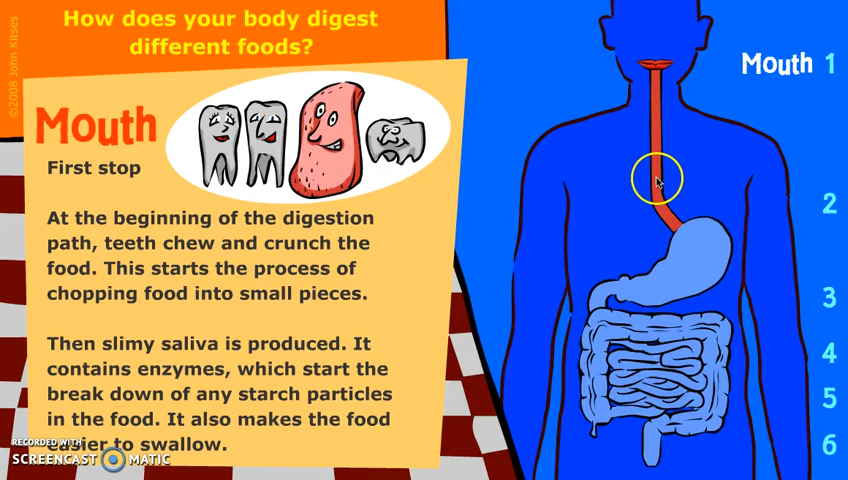 ©2008 John Kitses
How does your body digest
different foods?
Mouth
First stop
At the beginning of the digestion
path, teeth chew and crunch the
food. This starts the process of
chopping food into small pieces.
Then slimy saliva is produced. It
contains enzymes, which start the
break down of any starch particles
in the food. It also makes the food
easier to swallow.
RECORDED WITH
SCREENCAST MATIC
Mouth 1
2
3
4
5
6